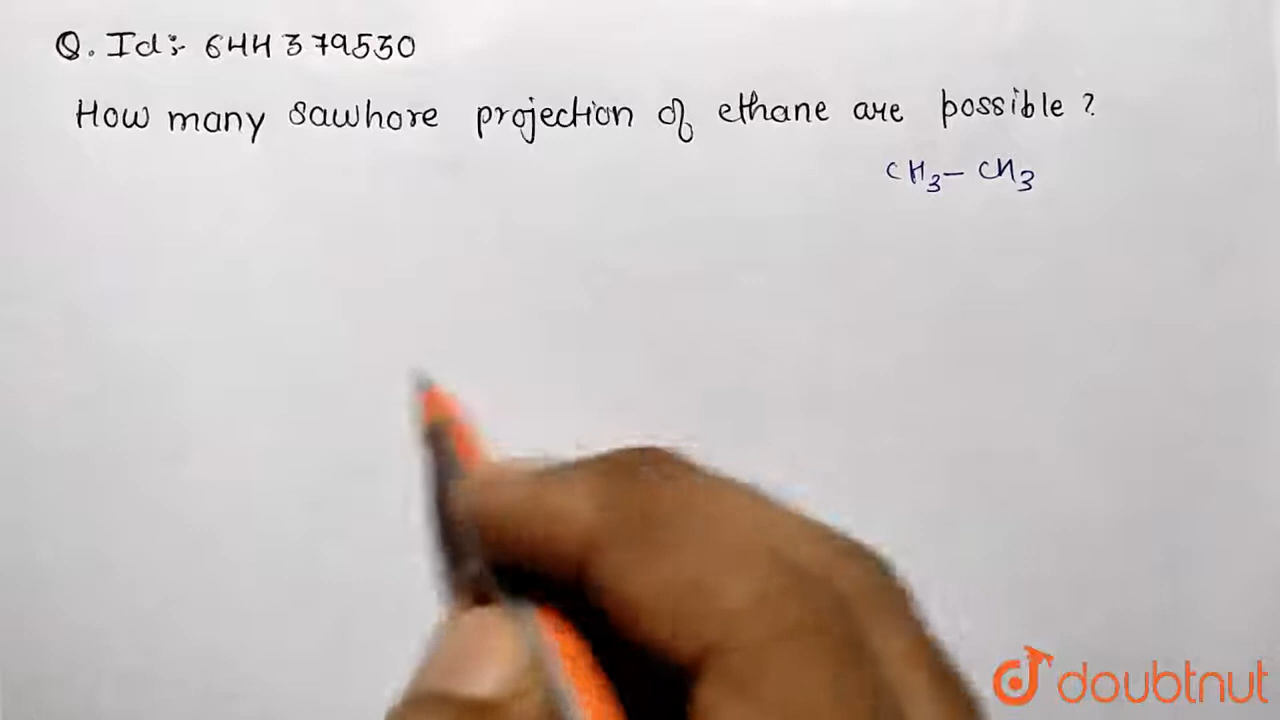 Q. Id:- 644379530
How many sawhore projection of ethane are possible?
CH3- CH3
doubtnut